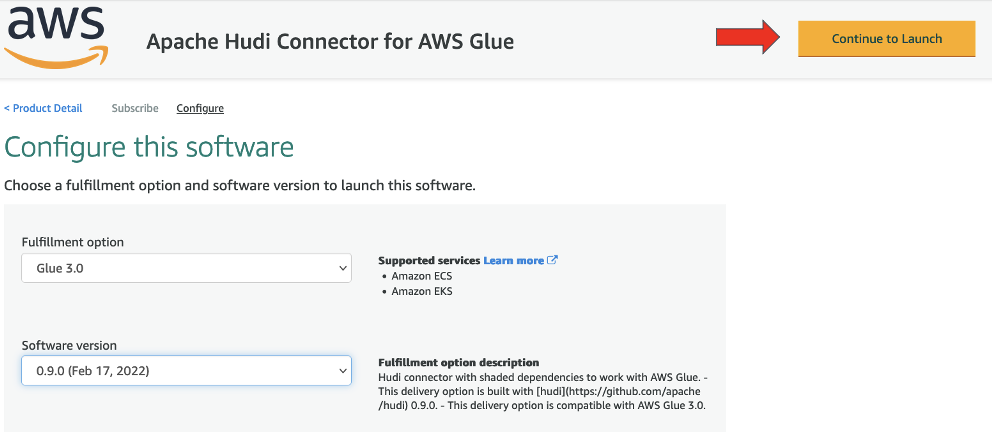 aws
Apache Hudi Connector for AWS Glue
Continue to Launch
< Product Detail
Subscribe
Configure
Configure this software
Choose a fulfillment option and software version to launch this software.
Fulfillment option
Glue 3.0
Supported services Learn more
• Amazon ECS
• Amazon EKS
Software version
0.9.0 (Feb 17, 2022)
Fulfillment option description
Hudi connector with shaded dependencies to work with AWS Glue. -
This delivery option is built with [hudi](https://github.com/apache
/hudi) 0.9.0. - This delivery option is compatible with AWS Glue 3.0.